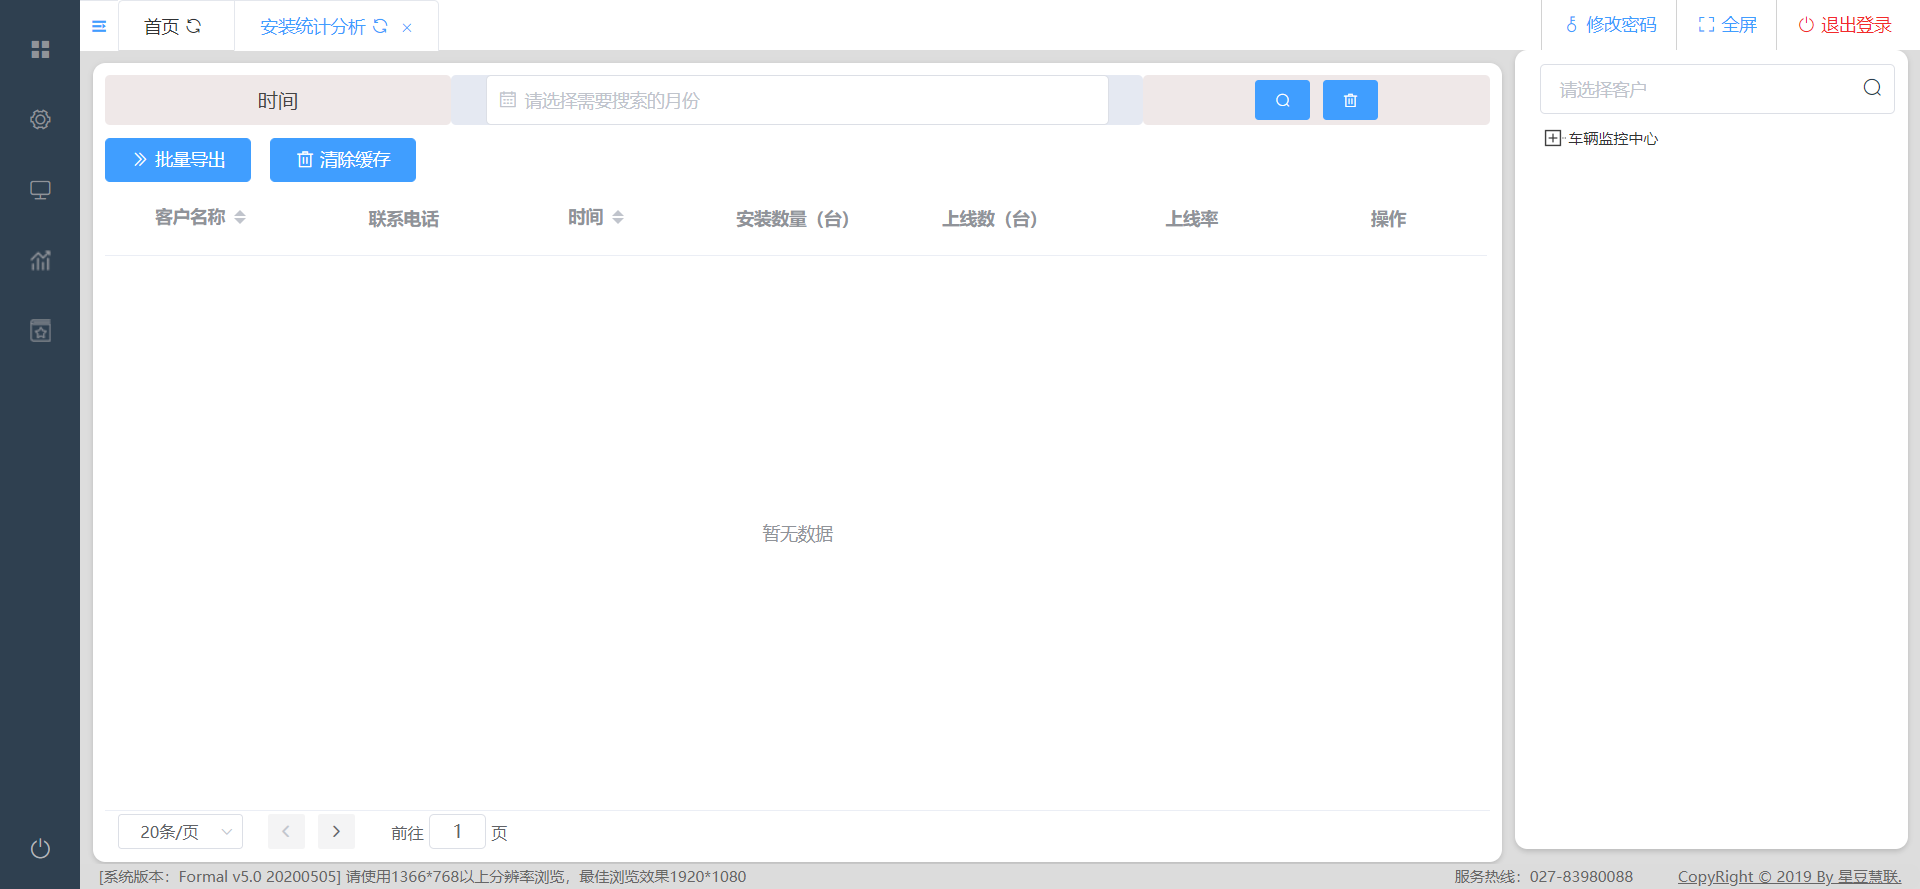 首页
安装统计分析
修改密码
全屏
退出登录
时间
请选择需要搜索的月份
批量导出
清除缓存
客户名称 联系电话 时间 安装数量（台） 上线数（台） 上线率 操作
暂无数据
20条/页
前往 1 页
请选择客户
车辆监控中心
[系统版本：Formal v5.0 20200505] 请使用1366*768以上分辨率浏览，最佳浏览效果1920*1080
服务热线：027-83980088
CopyRight © 2019 By 星豆慧联.